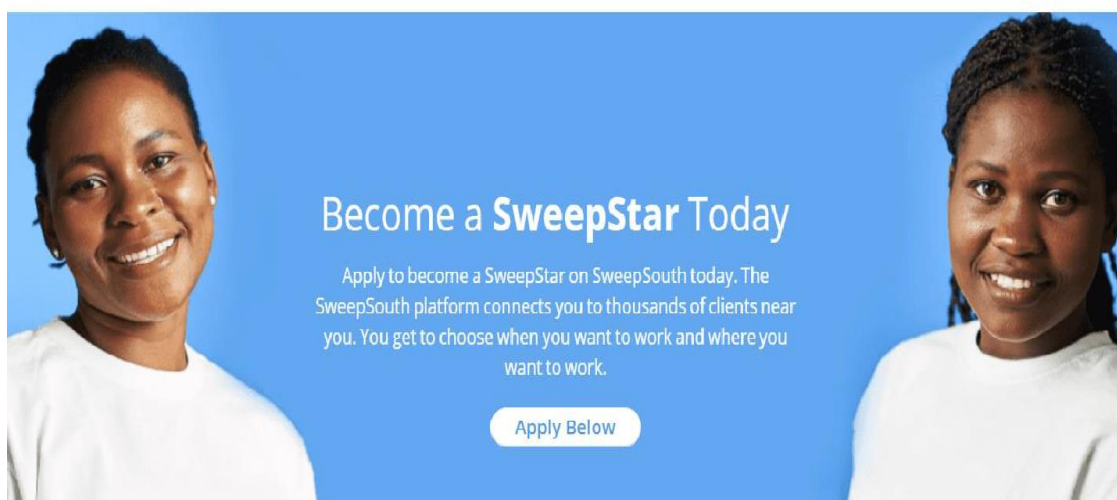 Become a SweepStar Today
Apply to become a SweepStar on SweepSouth today. The
SweepSouth platform connects you to thousands of clients near
you. You get to choose when you want to work and where you
want to work.
Apply Below